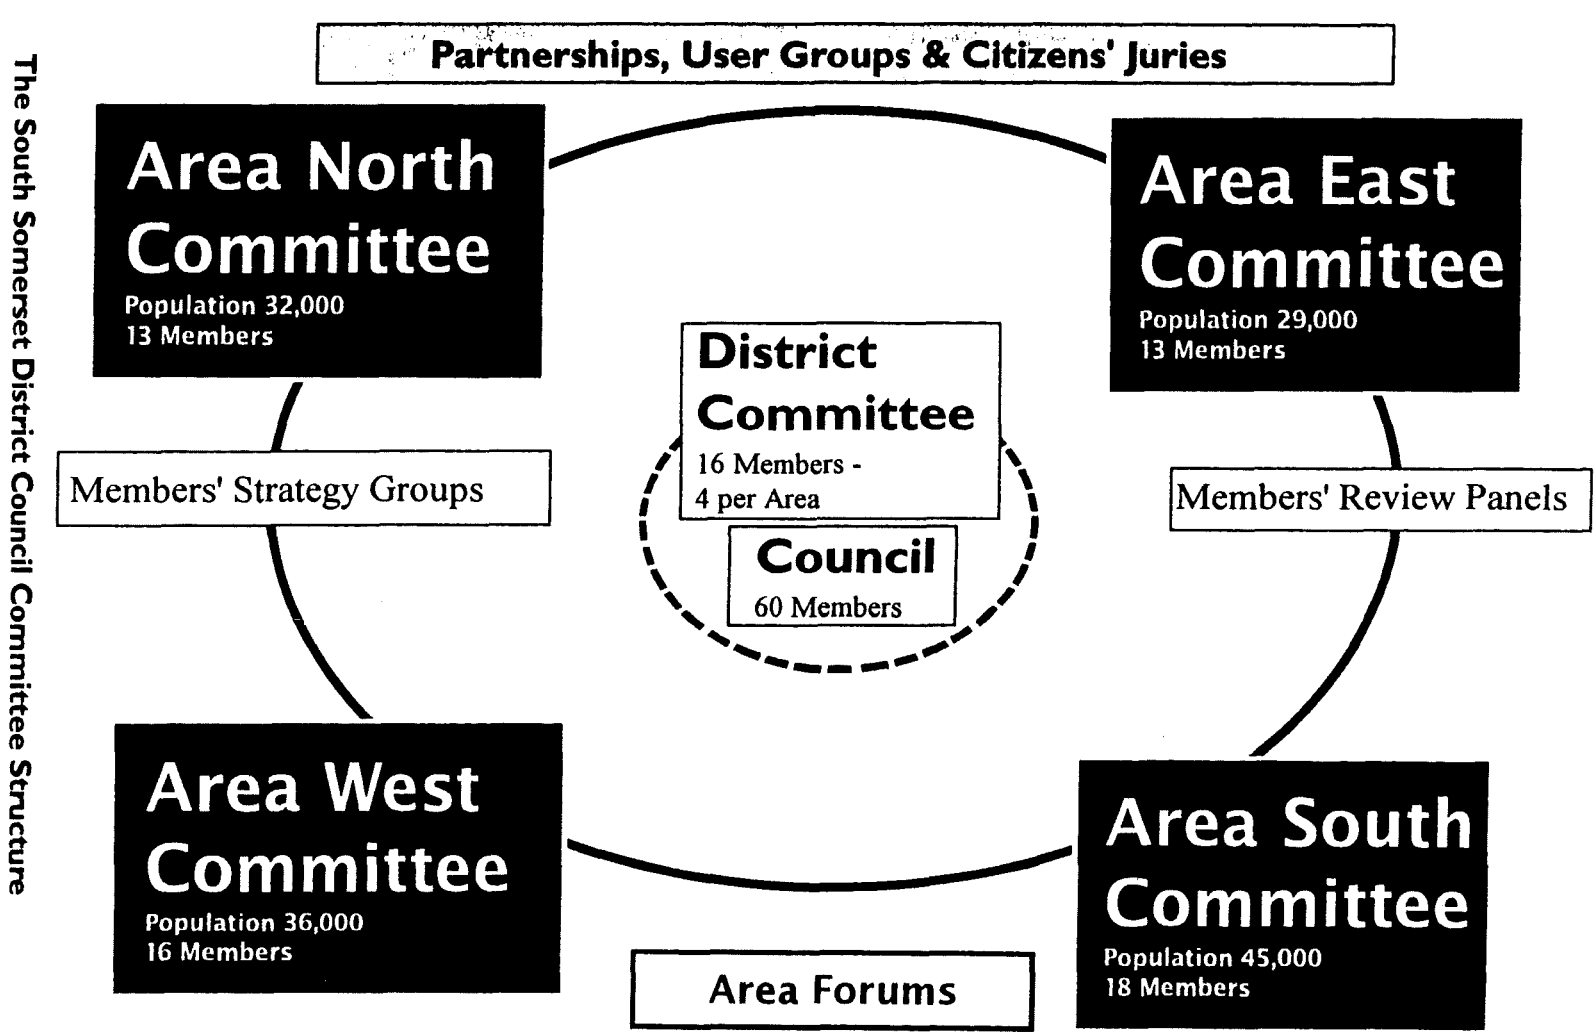 The South Somerset District Council Committee Structure
Partnerships, User Groups & Citizens' Juries
Area North
Committee
Population 32,000
13 Members
Area East
Committee
Population 29,000
13 Members
District
Committee
16 Members -
4 per Area
Council
60 Members
Members' Strategy Groups
Members' Review Panels
Area West
Committee
Population 36,000
16 Members
Area South
Committee
Population 45,000
18 Members
Area Forums